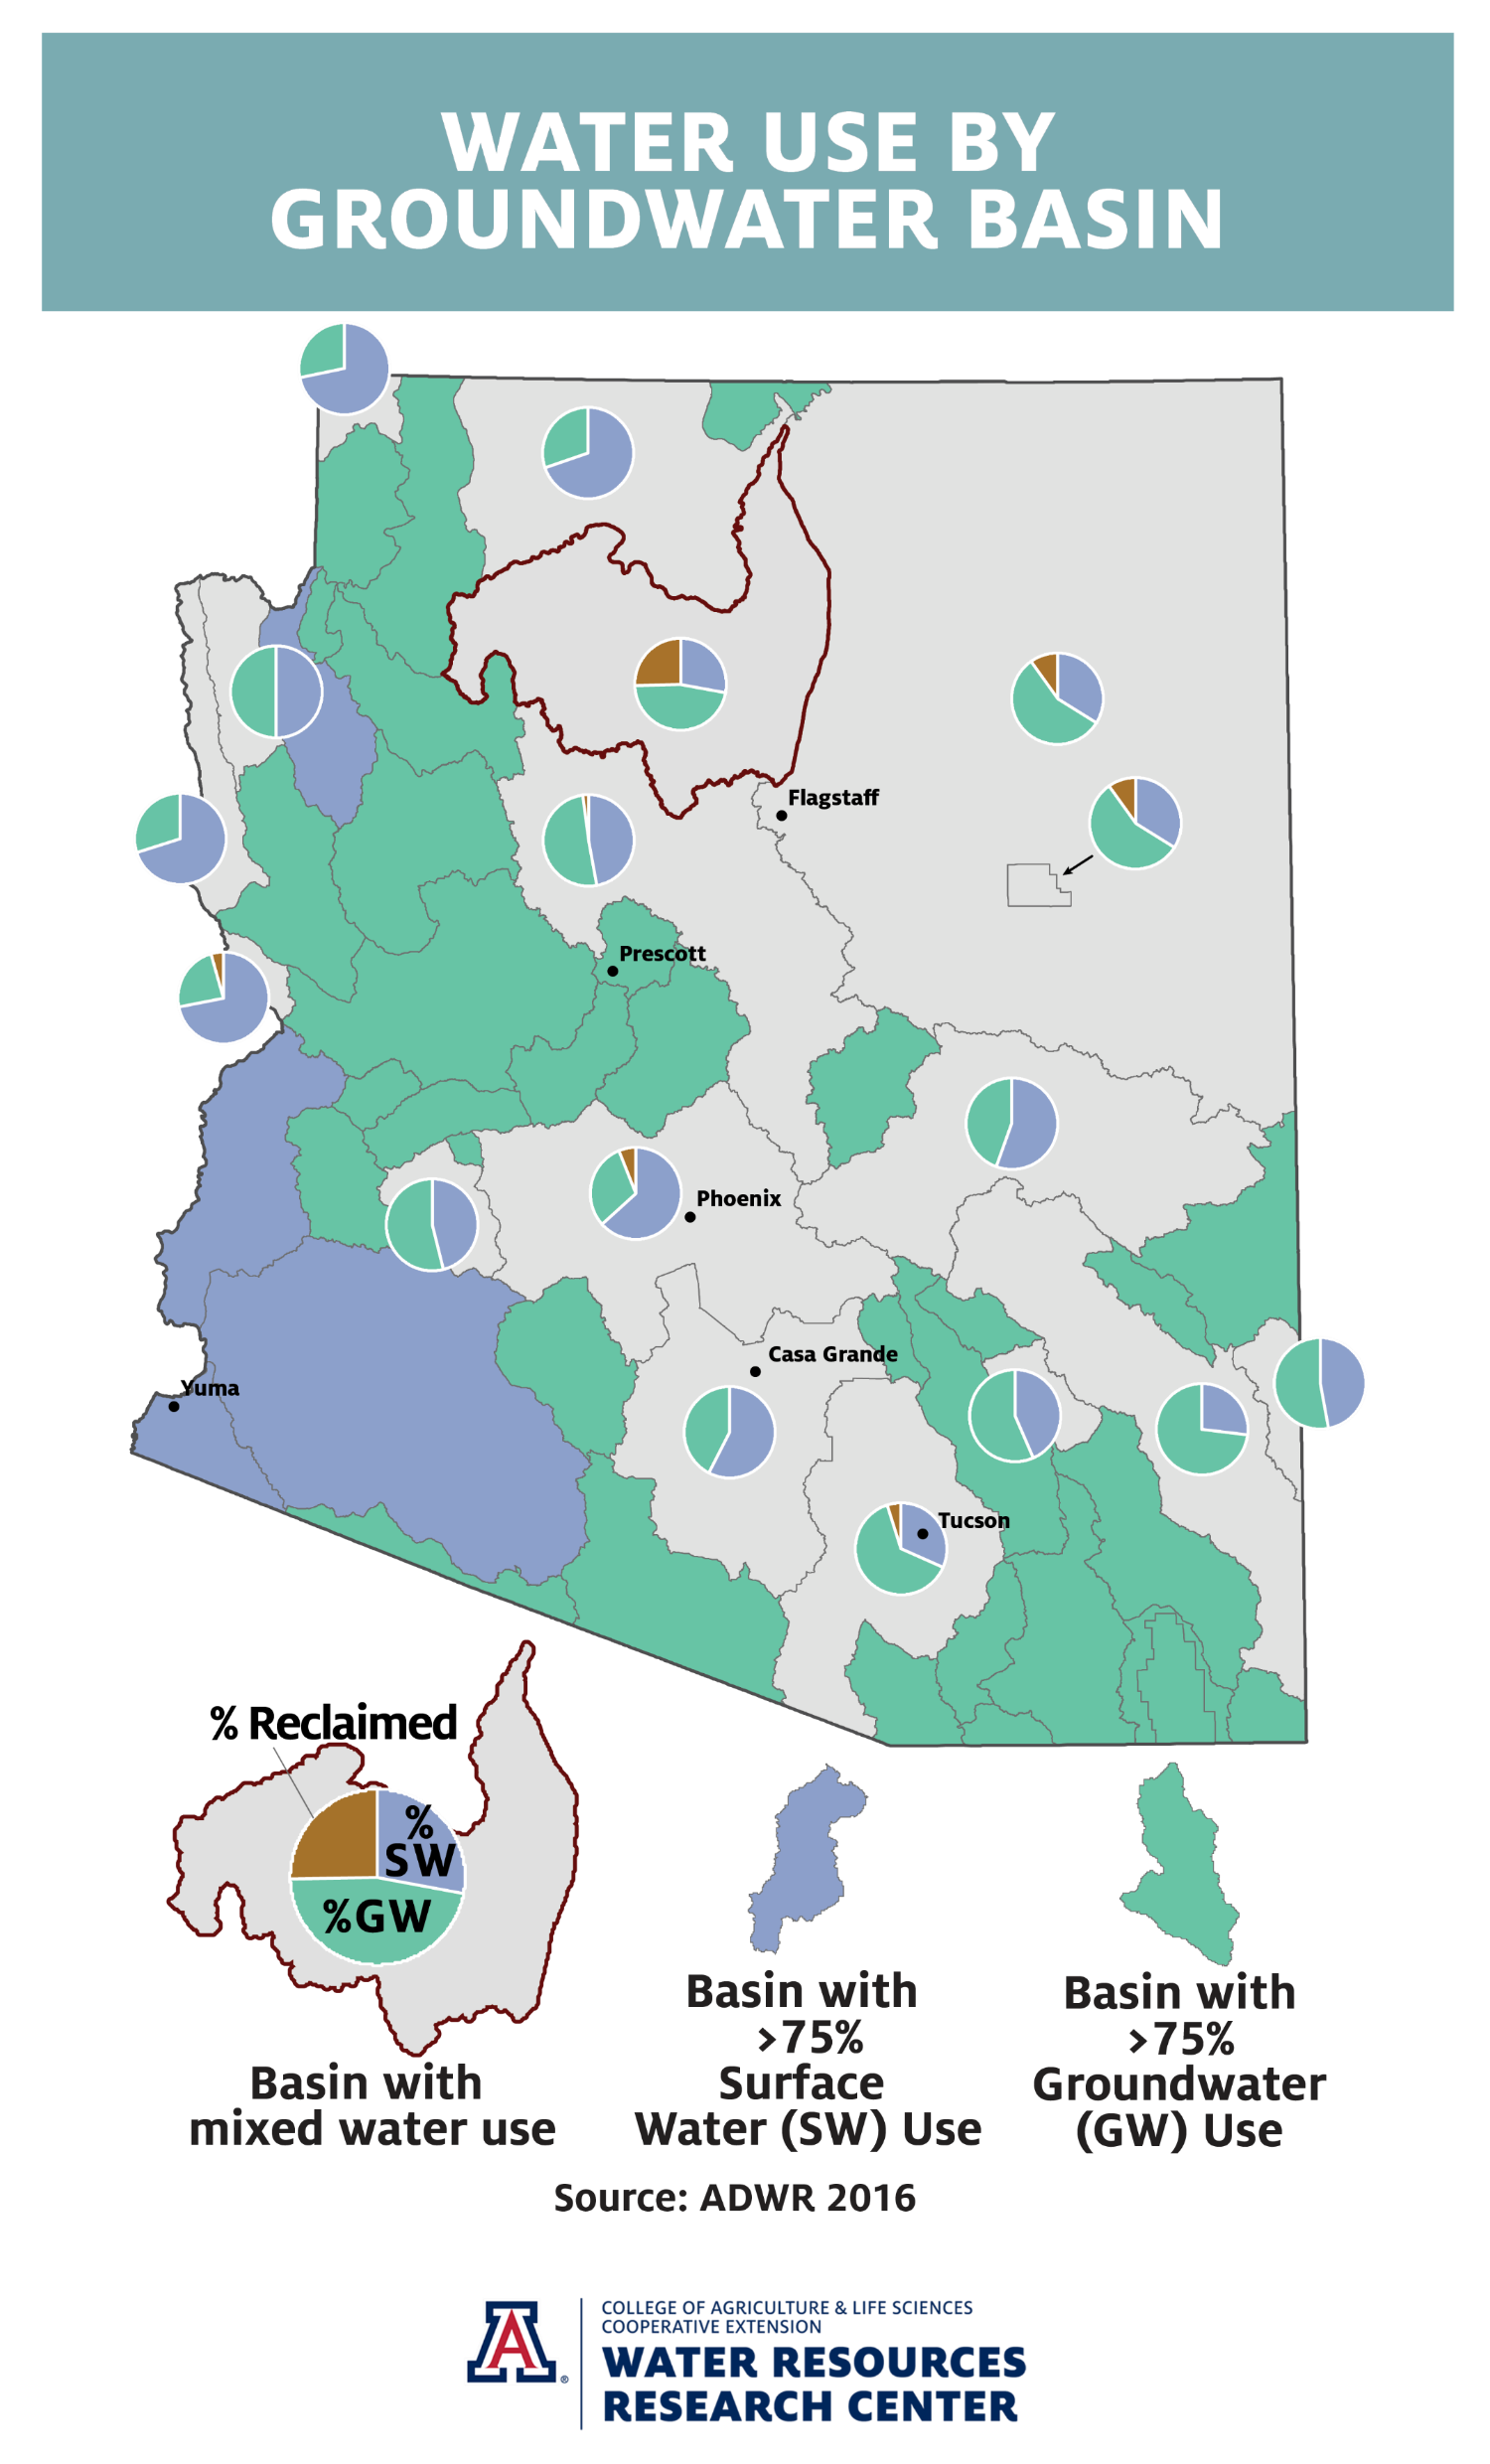 WATER USE BY
GROUNDWATER BASIN
Flagstaff
Prescott
Phoenix
Casa Grande
Yuma
Tucson
% Reclaimed
%
SW
%GW
Basin with
mixed water use
Basin with
>75%
Surface
Water (SW) Use
Basin with
>75%
Groundwater
(GW) Use
Source: ADWR 2016
A
®
COLLEGE OF AGRICULTURE & LIFE SCIENCES
COOPERATIVE EXTENSION
WATER RESOURCES
RESEARCH CENTER